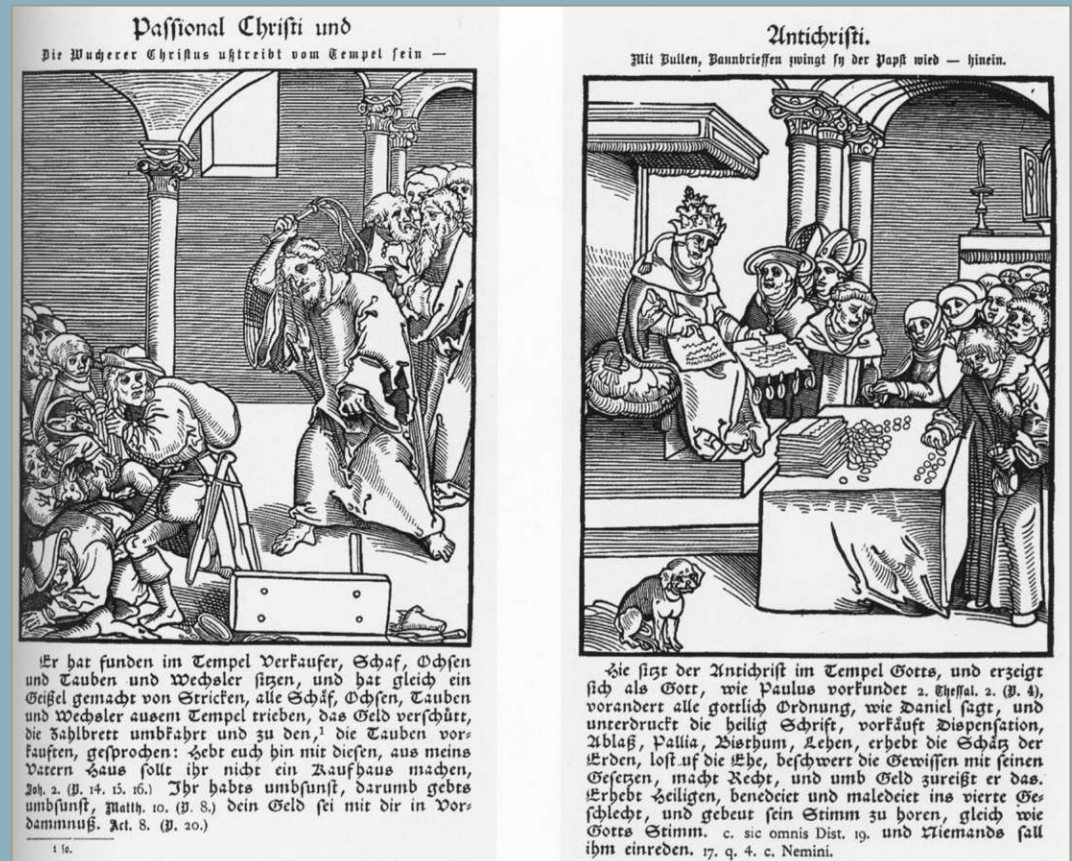 Passional Christi und
Die Wucherer Christus ußtreibt vom Tempel sein —
Er hat funden im Tempel Verkaufer, Schaf, Ochsen
und Tauben und Wechsler sitzen, und hat gleich ein
Geißel gemacht von Stricken, alle Schäf, Ochsen, Tauben
und Wechsler ausem Tempel trieben, das Geld verschütt,
die Zahlbrett umbkahrt und zu den,¹ die Tauben vor-
kauften, gesprochen: Hebt euch hin mit diesen, aus meins
Vatern Haus sollt ihr nicht ein Kaufhaus machen,
Joh. 2. (V. 14. 15. 16.) Ihr habts umbsunst, darumb gebts
umbsunst, Matth. 10. (V. 8.) dein Geld sei mit dir in Vor-
damnnuß. Act. 8. (V. 20.)
1 so.
Antichristi.
Mit Bullen, Bannbrieffen zwingt sy der Papst wied — hinein.
Hie sitzt der Antichrist im Tempel Gotts, und erzeigt
sich als Gott, wie Paulus vorkundet 2. Thessal. 2. (V. 4),
vorandert alle gottlich Ordnung, wie Daniel sagt, und
unterdruckt die heilig Schrift, vorkäuft Dispensation,
Ablaß, Pallia, Bisthum, Lehen, erhebt die Schätz der
Erden, lost uf die Ehe, beschwert die Gewissen mit seinen
Gesetzen, macht Recht, und umb Geld zureißt er das.
Erhebt Heiligen, benedeiet und maledeiet ins vierte Ge-
schlecht, und gebeut sein Stimm zu horen, gleich wie
Gotts Stimm. c. sic omnis Dist. 19. und Niemands sall
ihm einreden. 17. q. 4. c. Nemini.